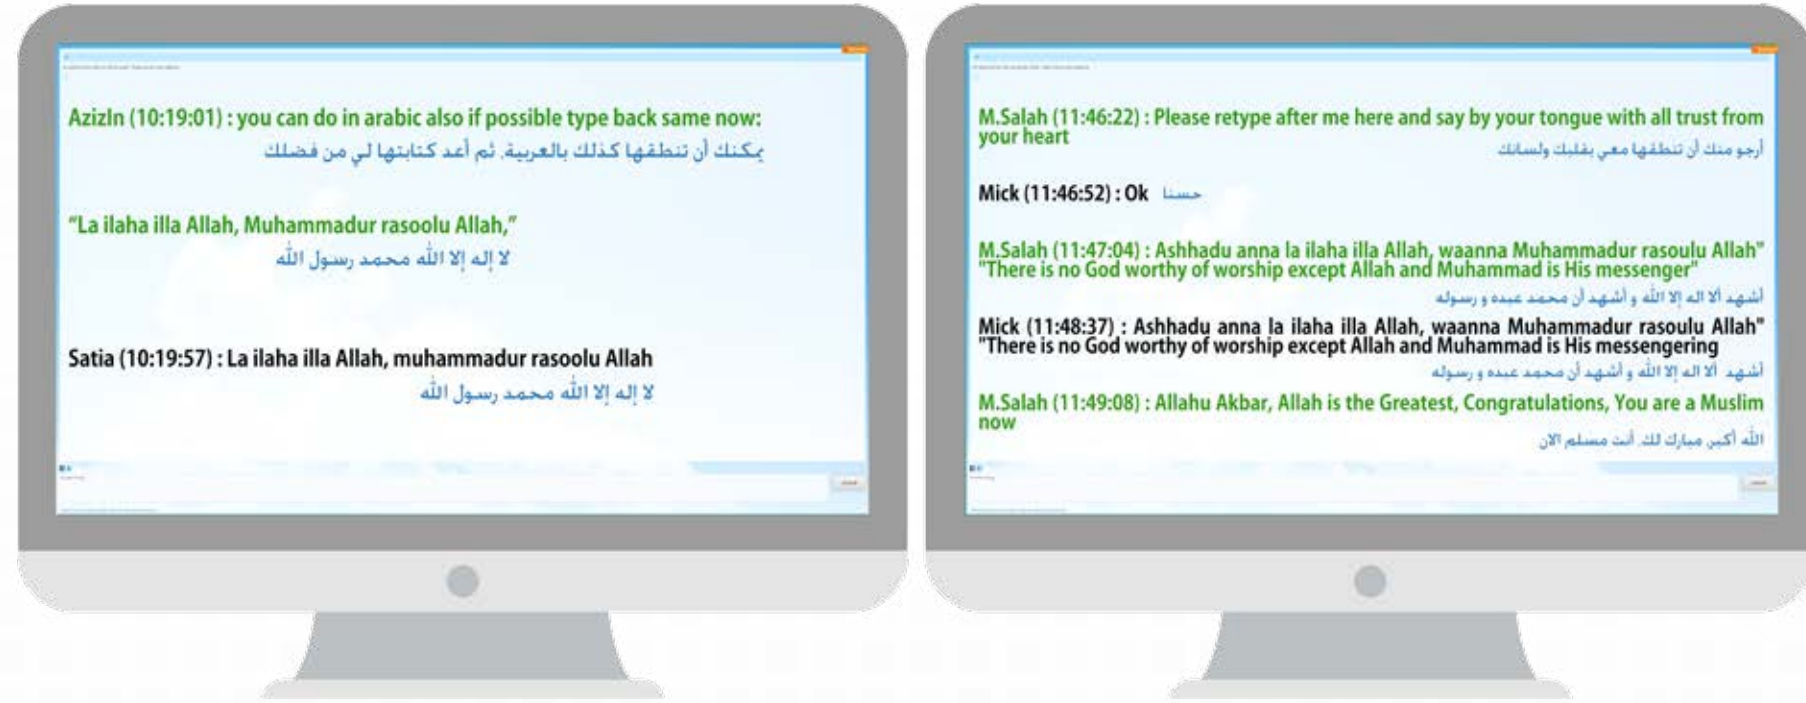 AzizIn (10:19:01) : you can do in arabic also if possible type back same now:
يمكنك أن تنطقها كذلك بالعربية. ثم أعد كتابتها لي من فضلك
“La ilaha illa Allah, Muhammadur rasoolu Allah,”
لا إله إلا الله محمد رسول الله
Satia (10:19:57) : La ilaha illa Allah, muhammadur rasoolu Allah
لا إله إلا الله محمد رسول الله
M.Salah (11:46:22) : Please retype after me here and say by your tongue with all trust from
your heart
أرجو منك أن تنطقها معي بقلبك ولسانك
Mick (11:46:52) : Ok حسنا
M.Salah (11:47:04) : Ashhadu anna la ilaha illa Allah, waanna Muhammadur rasoulu Allah"
"There is no God worthy of worship except Allah and Muhammad is His messenger"
أشهد ألا اله إلا الله و أشهد أن محمد عبده و رسوله
Mick (11:48:37) : Ashhadu anna la ilaha illa Allah, waanna Muhammadur rasoulu Allah"
"There is no God worthy of worship except Allah and Muhammad is His messengering
أشهد ألا اله إلا الله و أشهد أن محمد عبده و رسوله
M.Salah (11:49:08) : Allahu Akbar, Allah is the Greatest, Congratulations, You are a Muslim
now
الله أكبر، مبارك لك. أنت مسلم الآن